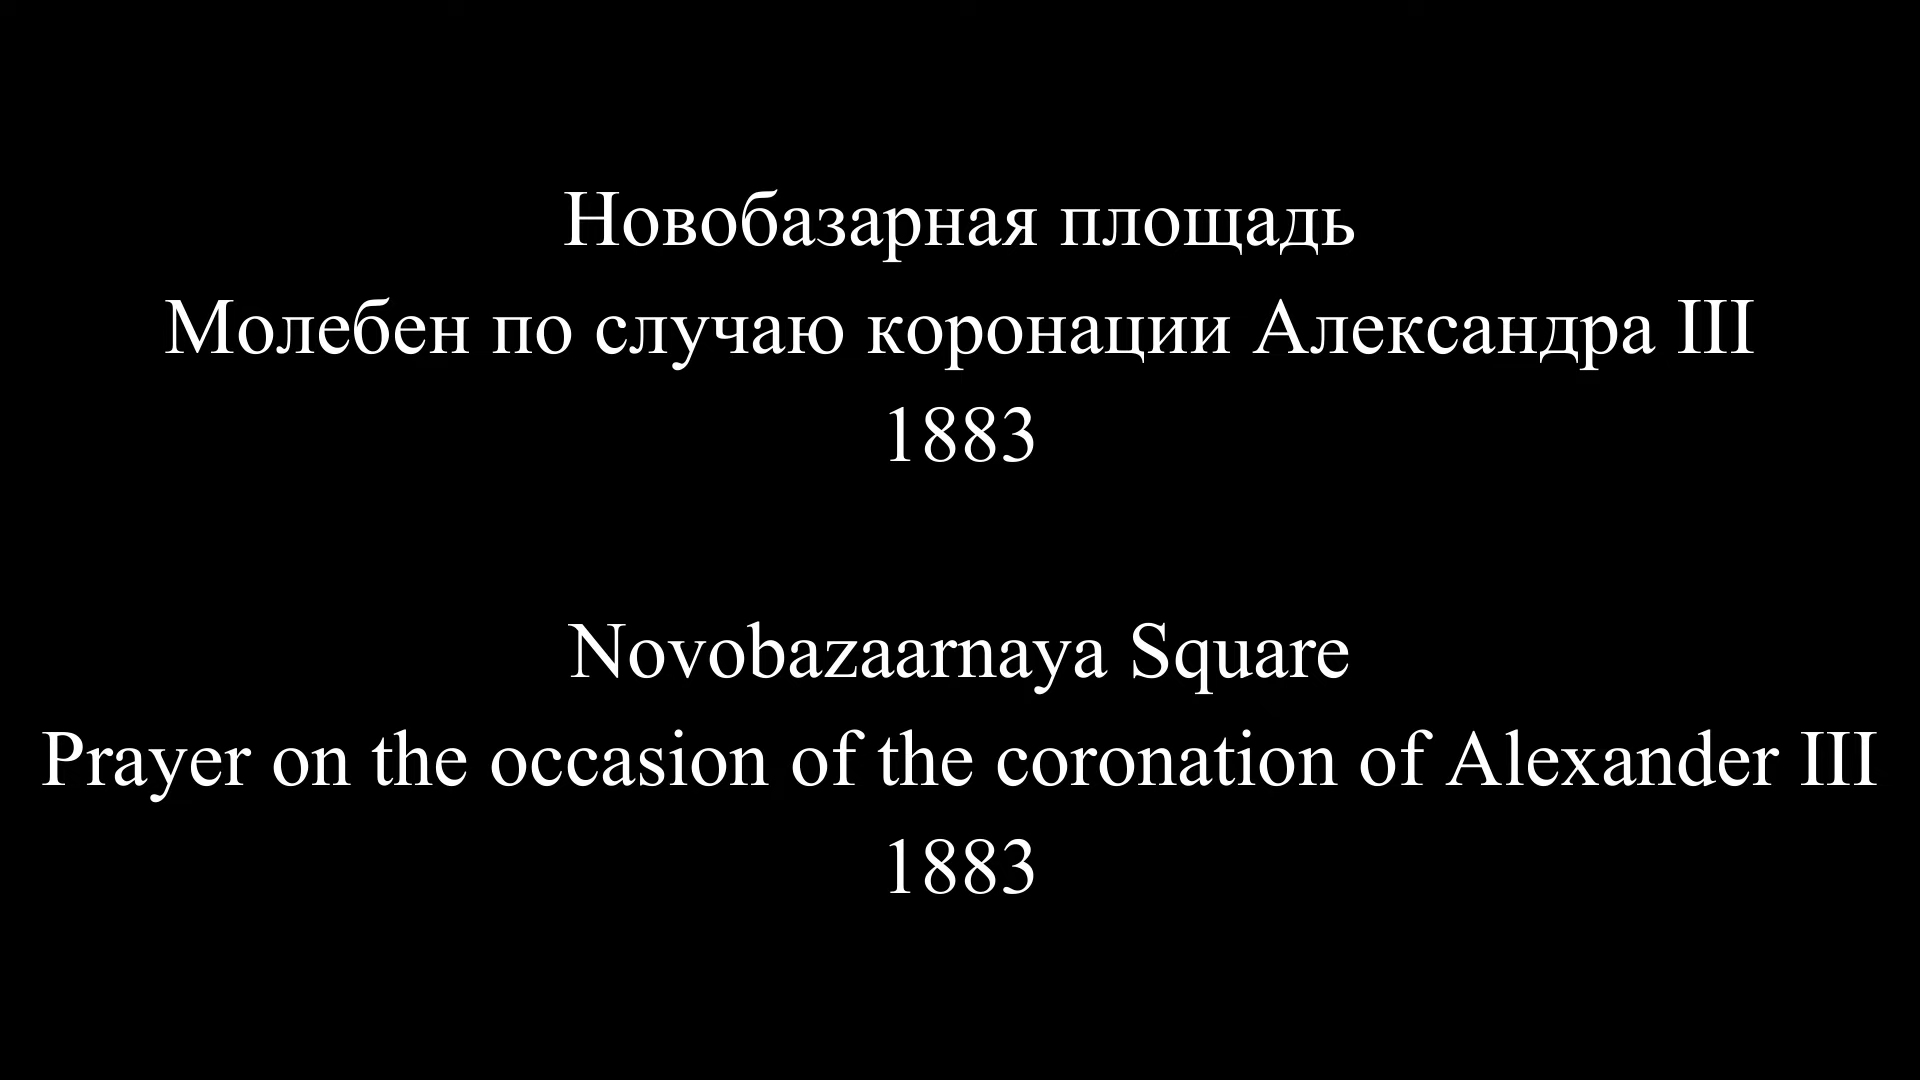 Новобазарная площадь
Молебен по случаю коронации Александра III
1883
Novobazaarnaya Square
Prayer on the occasion of the coronation of Alexander III
1883